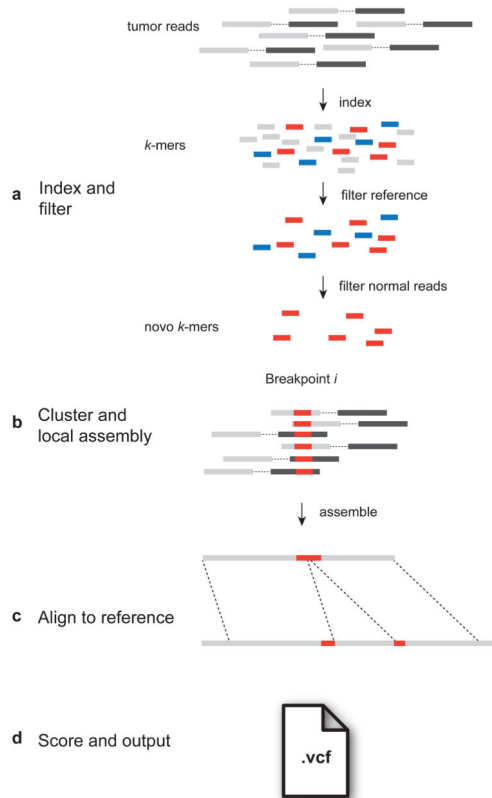 tumor reads
index
k-mers
a Index and
filter
filter reference
filter normal reads
novo k-mers
Breakpoint i
b Cluster and
local assembly
assemble
c Align to reference
d Score and output
.vcf